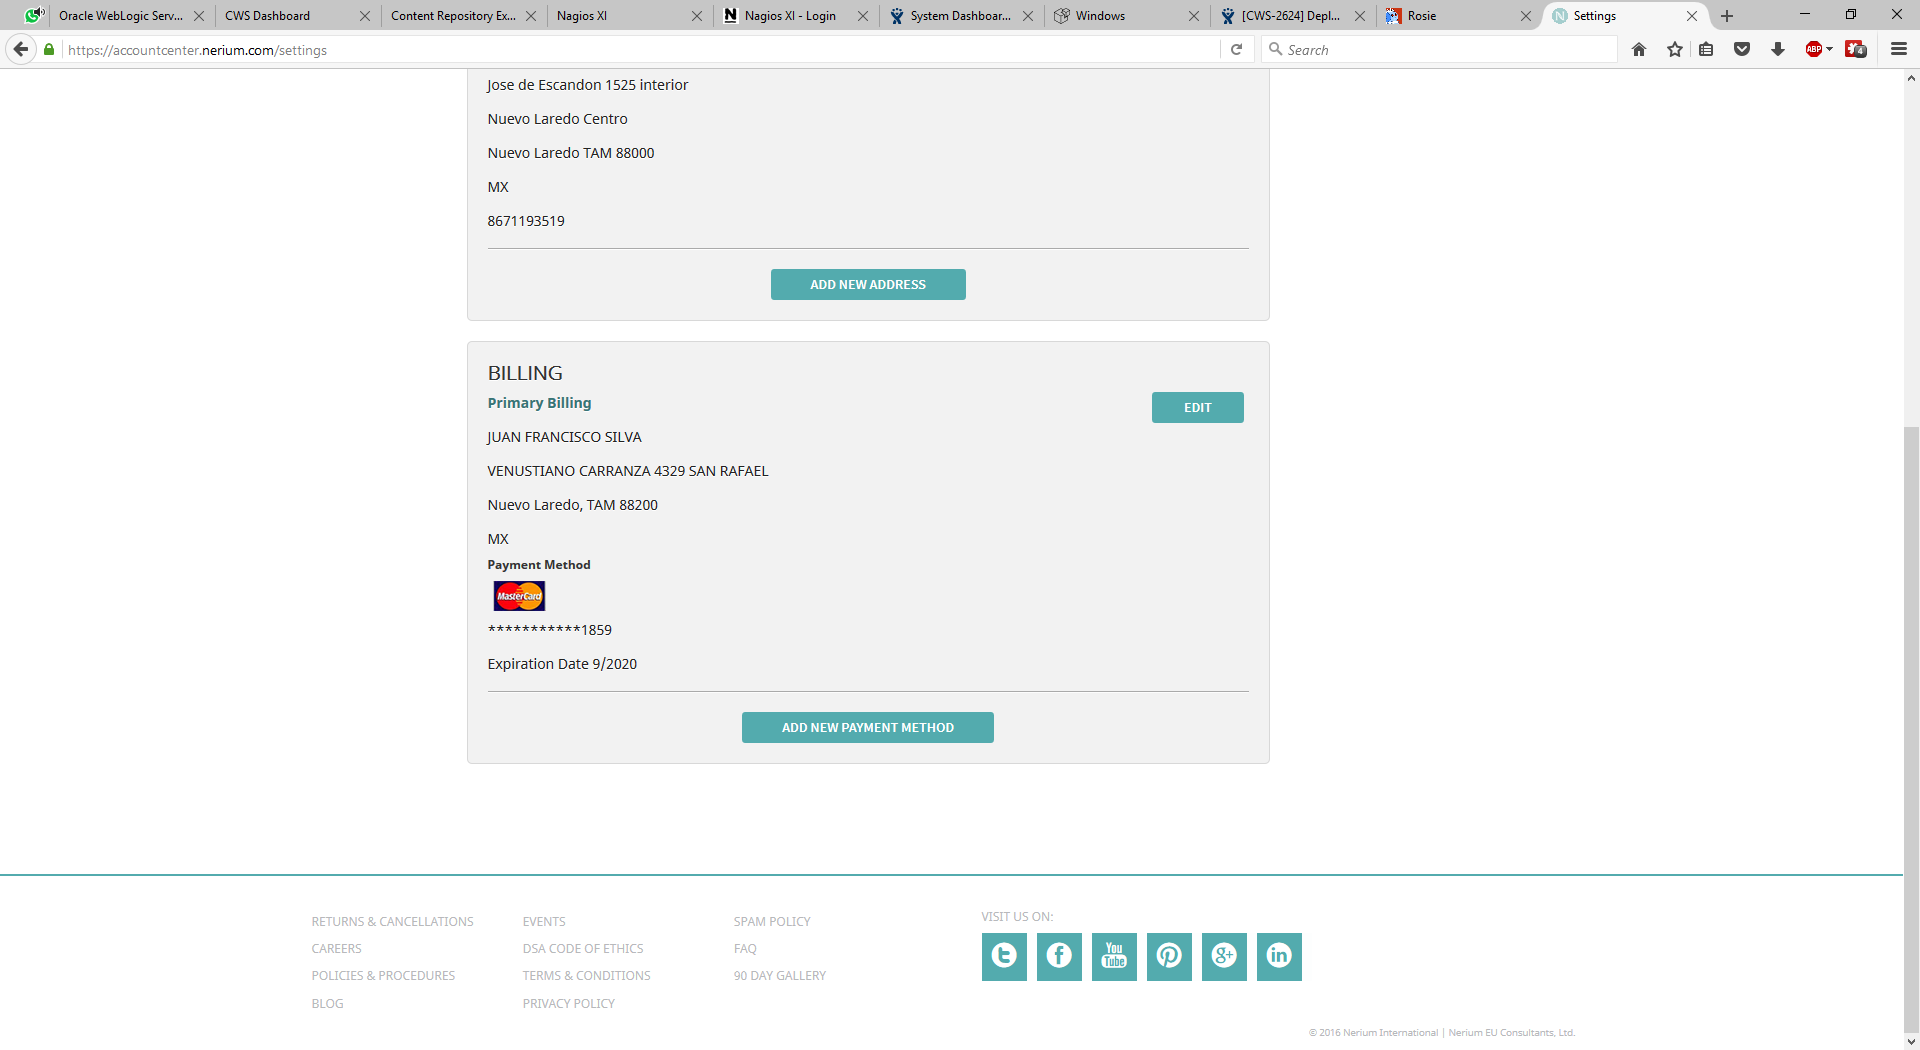 Oracle WebLogic Serv...
CWS Dashboard
Content Repository Ex...
Nagios XI
Nagios XI - Login
System Dashboar...
Windows
[CWS-2624] Depl...
Rosie
Settings
https://accountcenter.nerium.com/settings
Search
ABP
4
Jose de Escandon 1525 interior
Nuevo Laredo Centro
Nuevo Laredo TAM 88000
MX
8671193519
ADD NEW ADDRESS
BILLING
Primary Billing
EDIT
JUAN FRANCISCO SILVA
VENUSTIANO CARRANZA 4329 SAN RAFAEL
Nuevo Laredo, TAM 88200
MX
Payment Method
MasterCard
***********1859
Expiration Date 9/2020
ADD NEW PAYMENT METHOD
RETURNS & CANCELLATIONS
CAREERS
POLICIES & PROCEDURES
BLOG
EVENTS
DSA CODE OF ETHICS
TERMS & CONDITIONS
PRIVACY POLICY
SPAM POLICY
FAQ
90 DAY GALLERY
VISIT US ON:
You Tube
g+
in
© 2016 Nerium International | Nerium EU Consultants, Ltd.